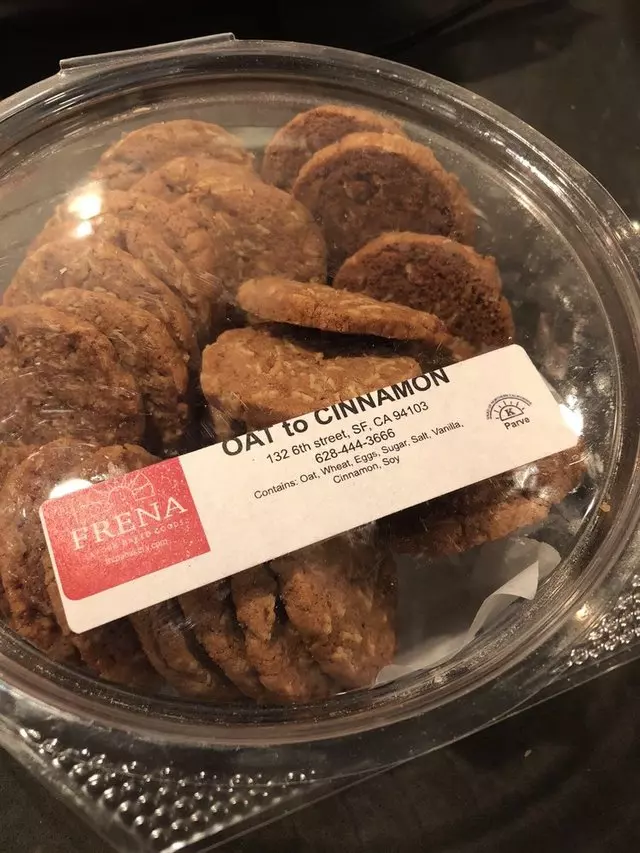 OAT to CINNAMON
132 6th street, SF, CA 94103
628-444-3666
Contains: Oat, Wheat, Eggs, Sugar, Salt, Vanilla,
Cinnamon, Soy
FRENA
K
Parve